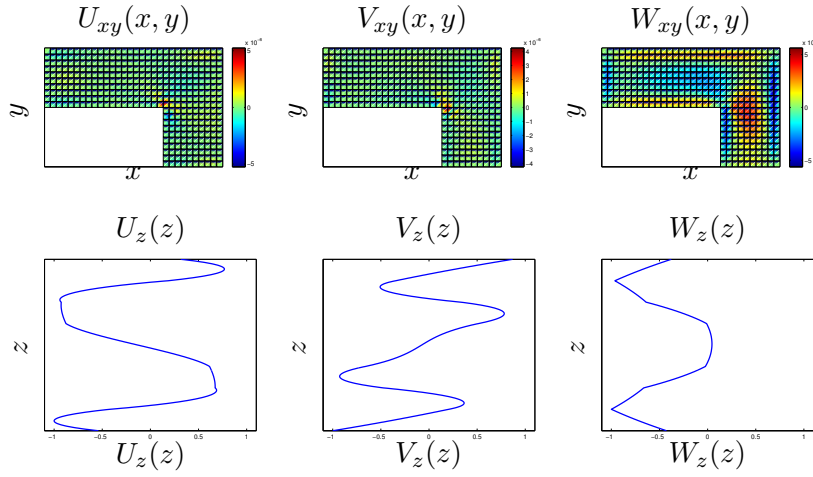 U_{xy}(x, y) V_{xy}(x, y) W_{xy}(x, y)
x 10^{-6} x 10^{-6} x 10^{-6}
y y y
5 0 −5
4 3 2 1 0 −1 −2 −3 −4
5 0 −5
x x x
U_z(z) V_z(z) W_z(z)
z z z
−1 −0.5 0 0.5 1
−1 −0.5 0 0.5 1
−1 −0.5 0 0.5 1
U_z(z) V_z(z) W_z(z)